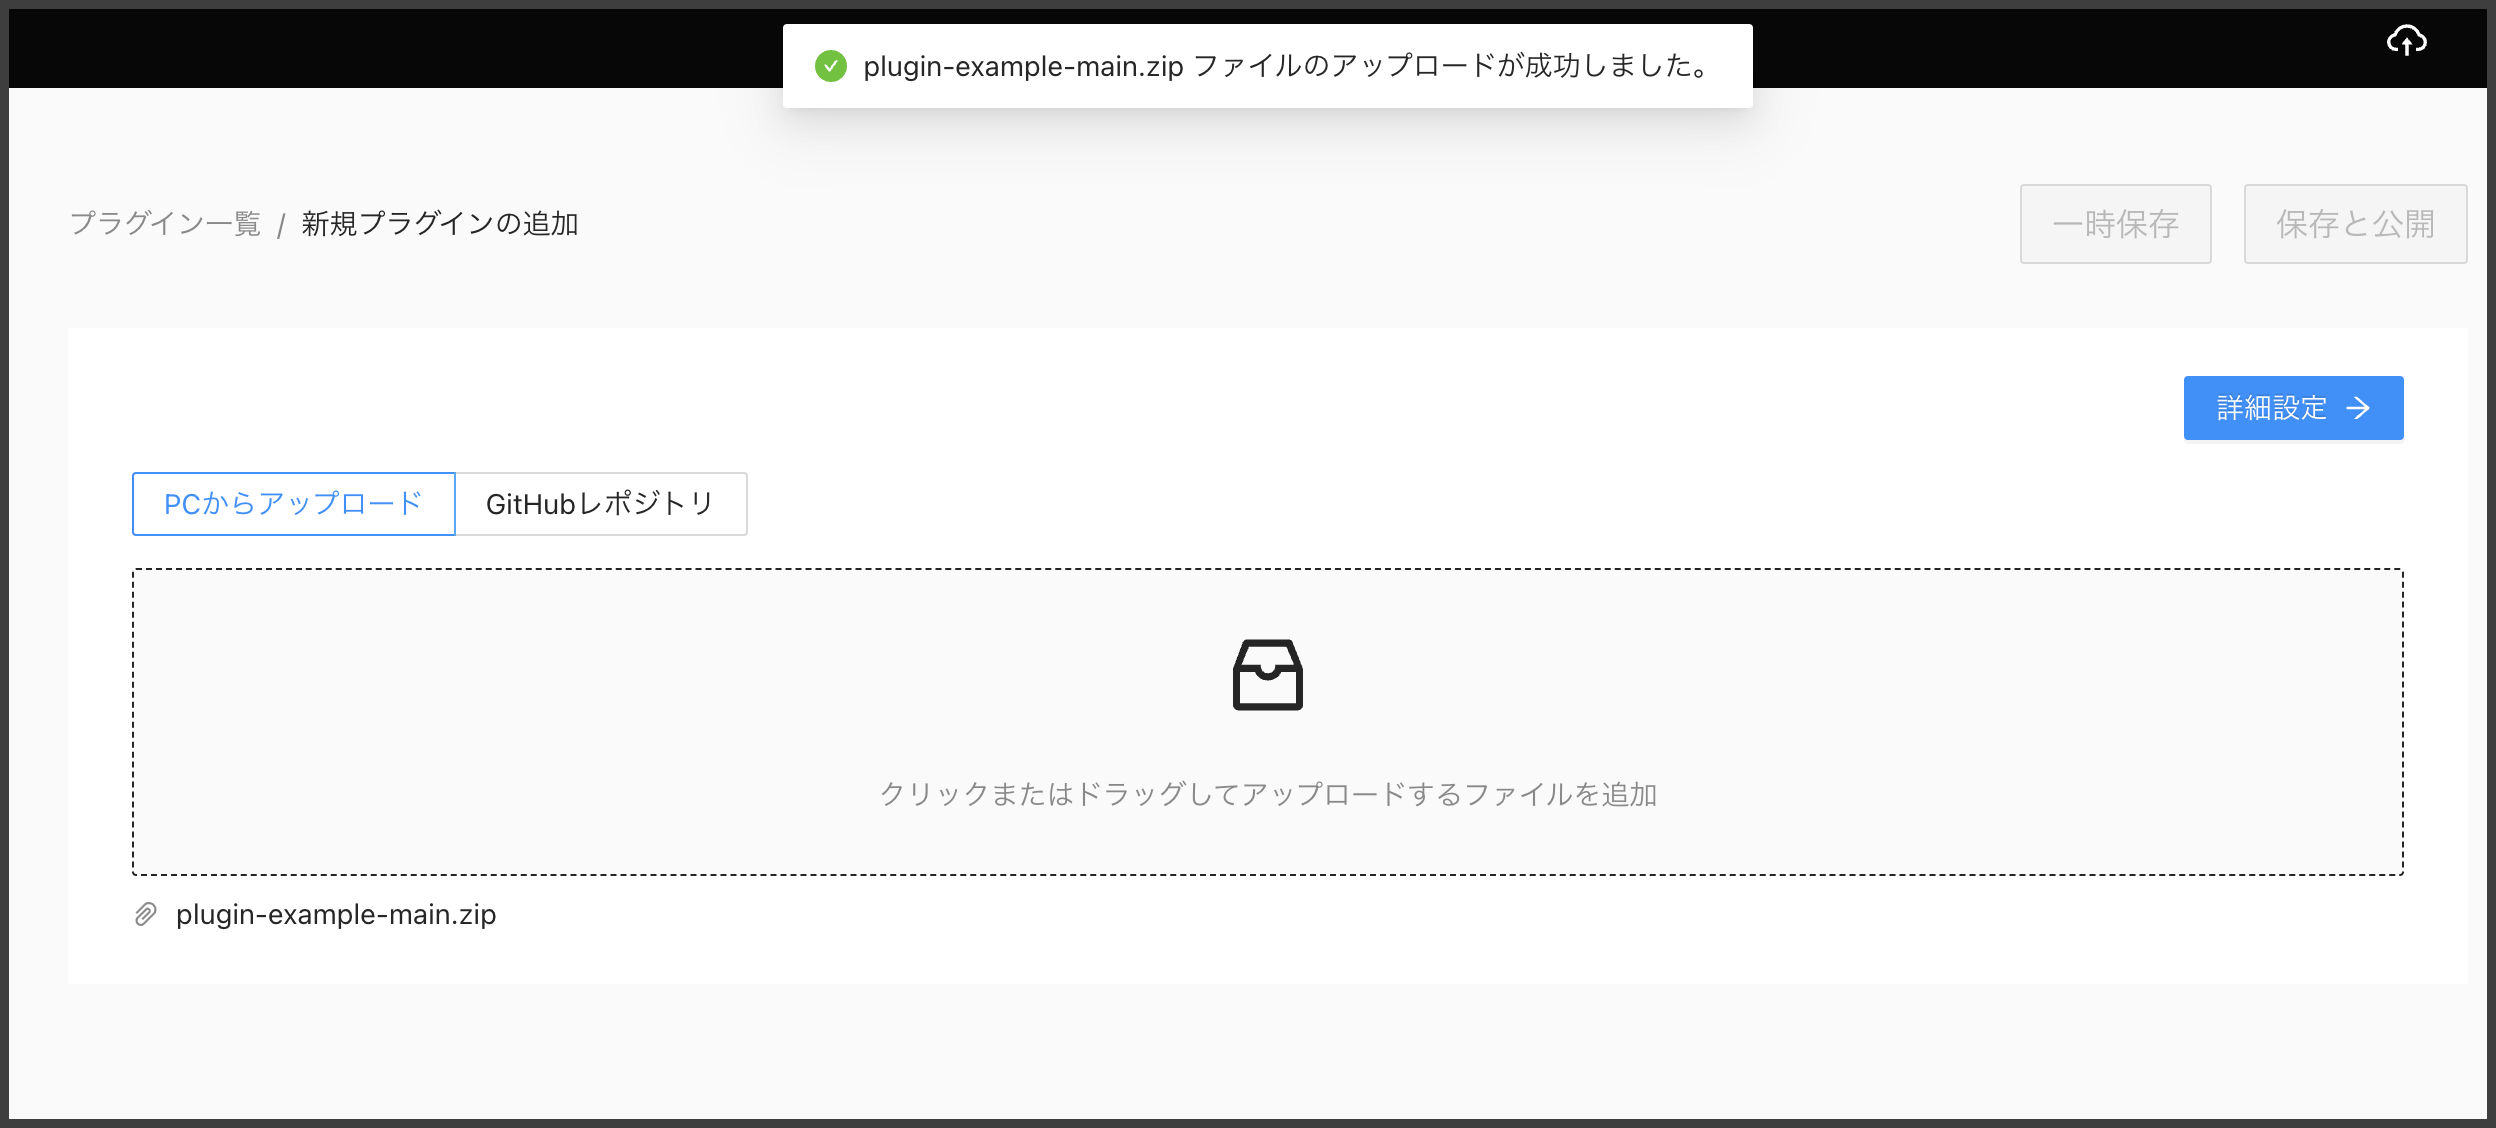 plugin-example-main.zip ファイルのアップロードが成功しました。
プラグイン一覧 / 新規プラグインの追加
一時保存
保存と公開
詳細設定
PCからアップロード
GitHubレポジトリ
クリックまたはドラッグしてアップロードするファイルを追加
plugin-example-main.zip